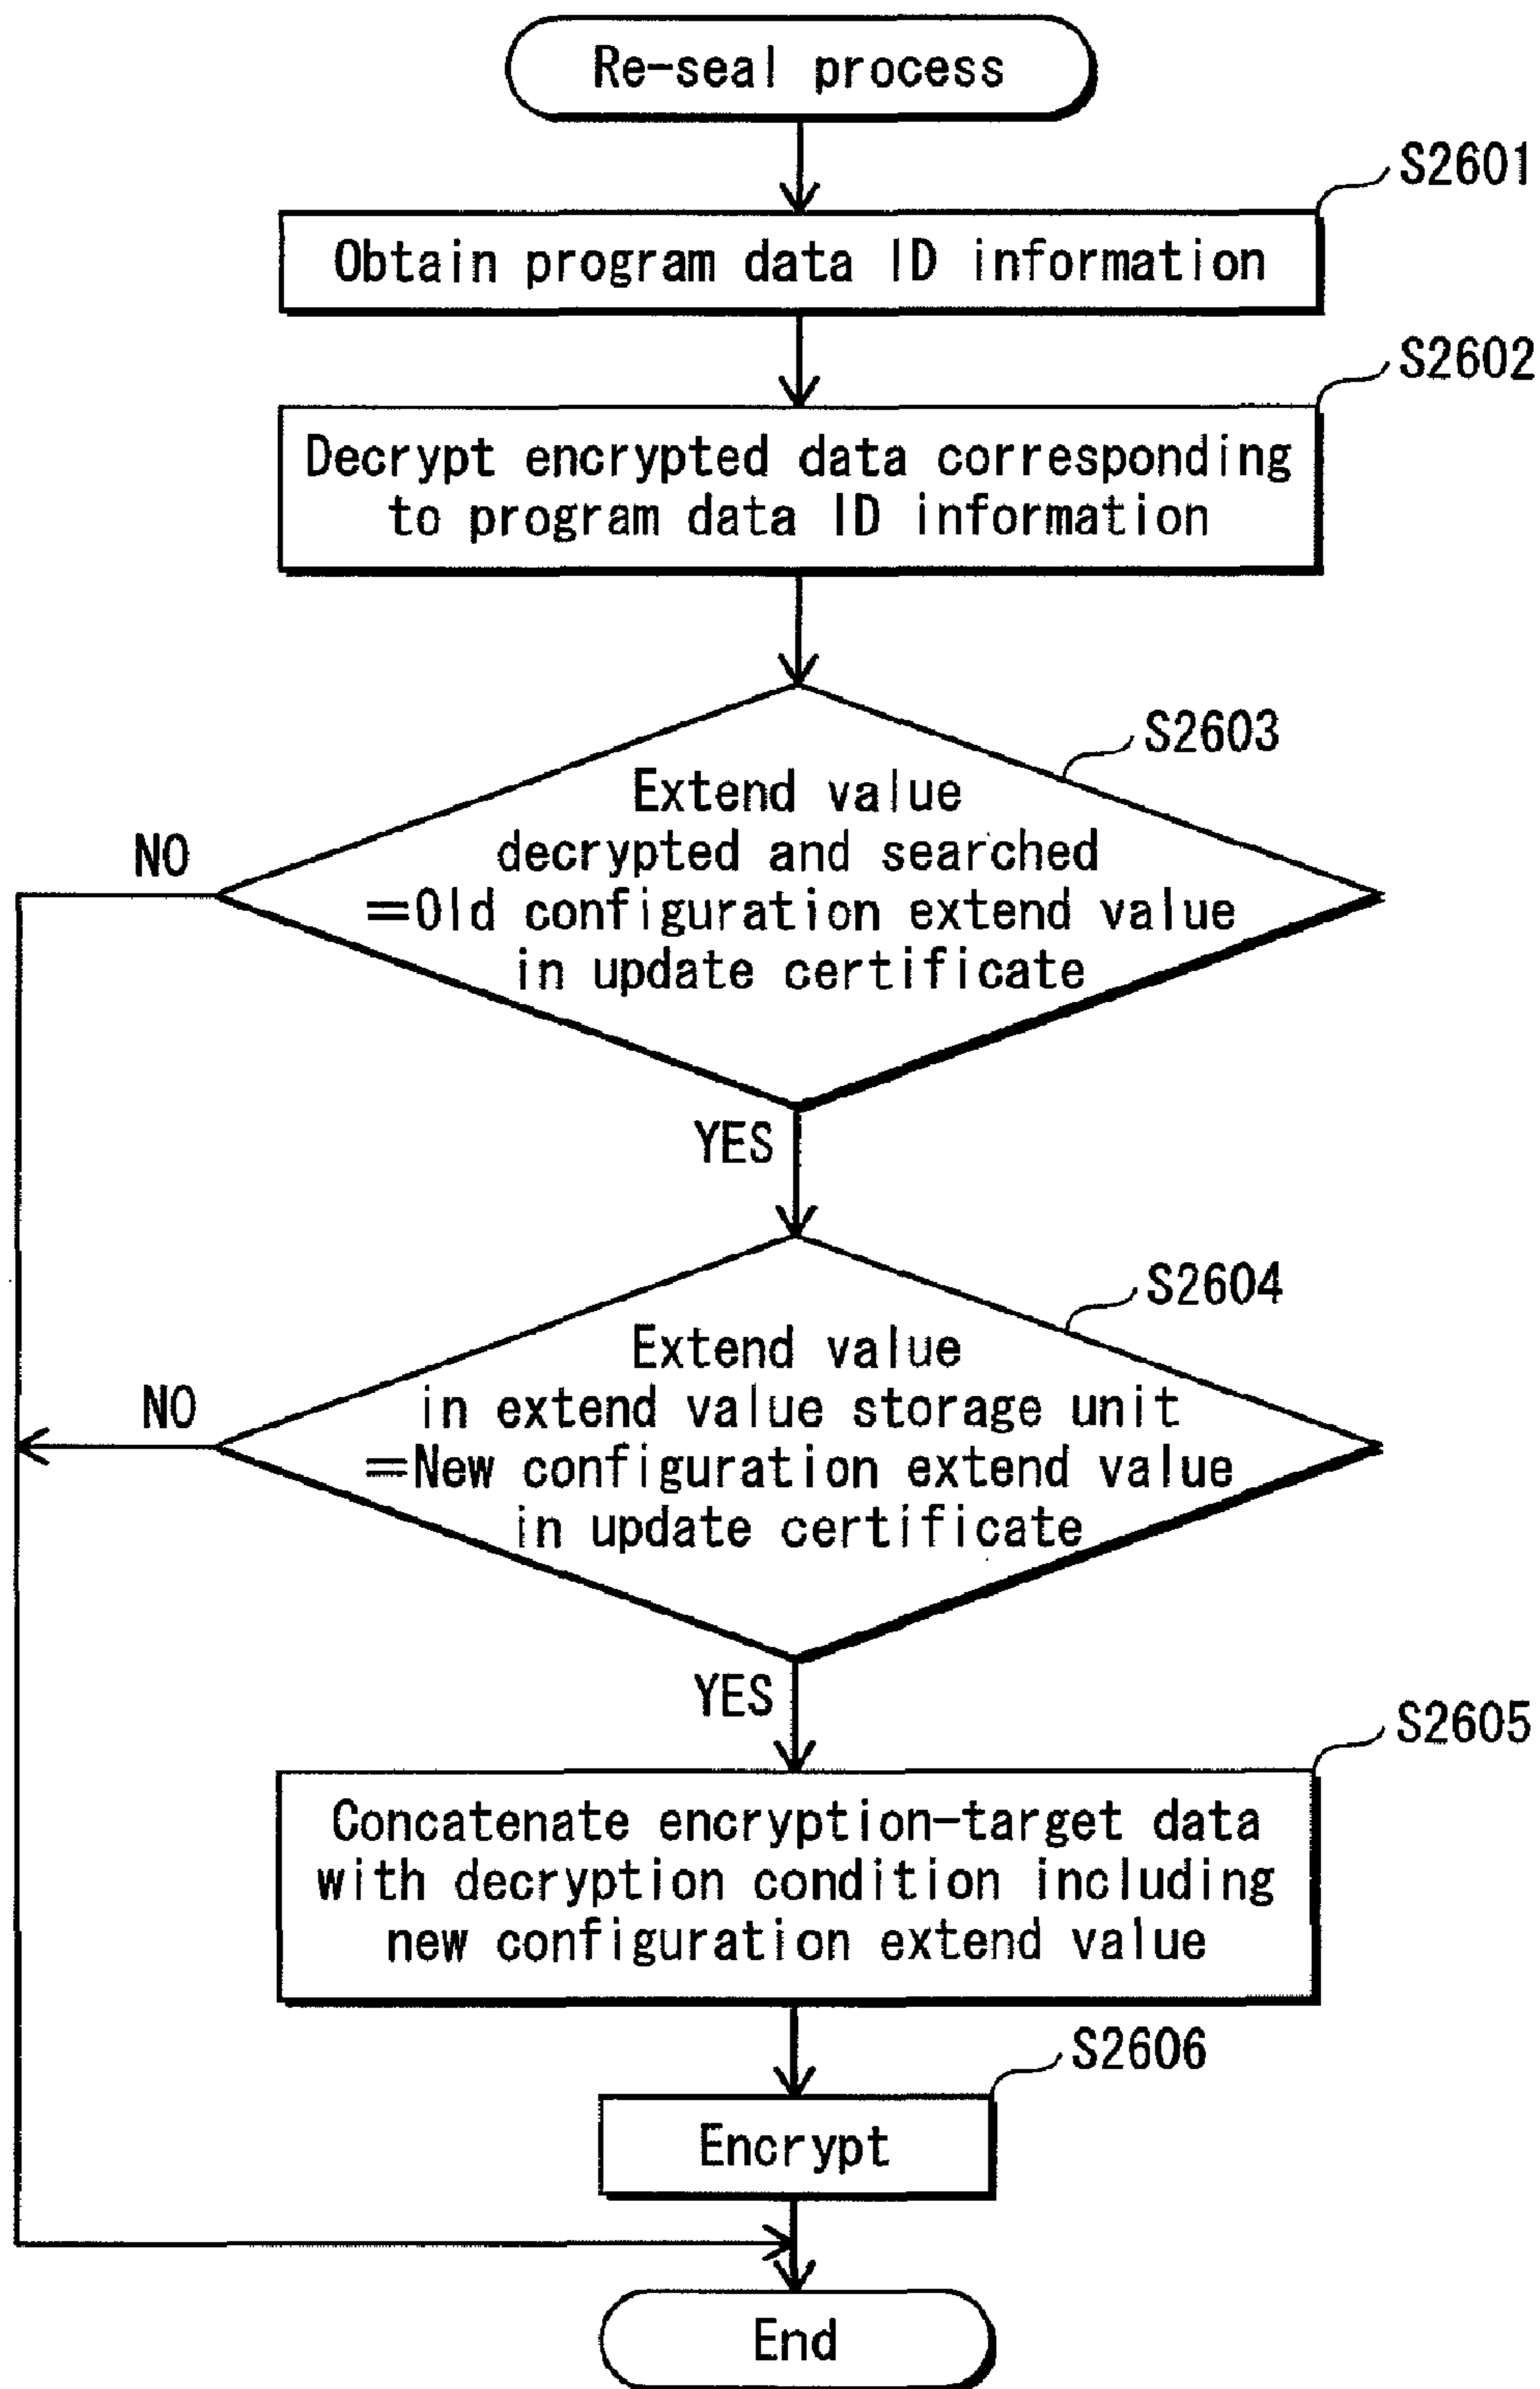 Re-seal process
S2601
Obtain program data ID information
S2602
Decrypt encrypted data corresponding
to program data ID information
S2603
Extend value
decrypted and searched
=Old configuration extend value
in update certificate
NO
YES
S2604
Extend value
in extend value storage unit
=New configuration extend value
in update certificate
NO
YES
S2605
Concatenate encryption-target data
with decryption condition including
new configuration extend value
S2606
Encrypt
End